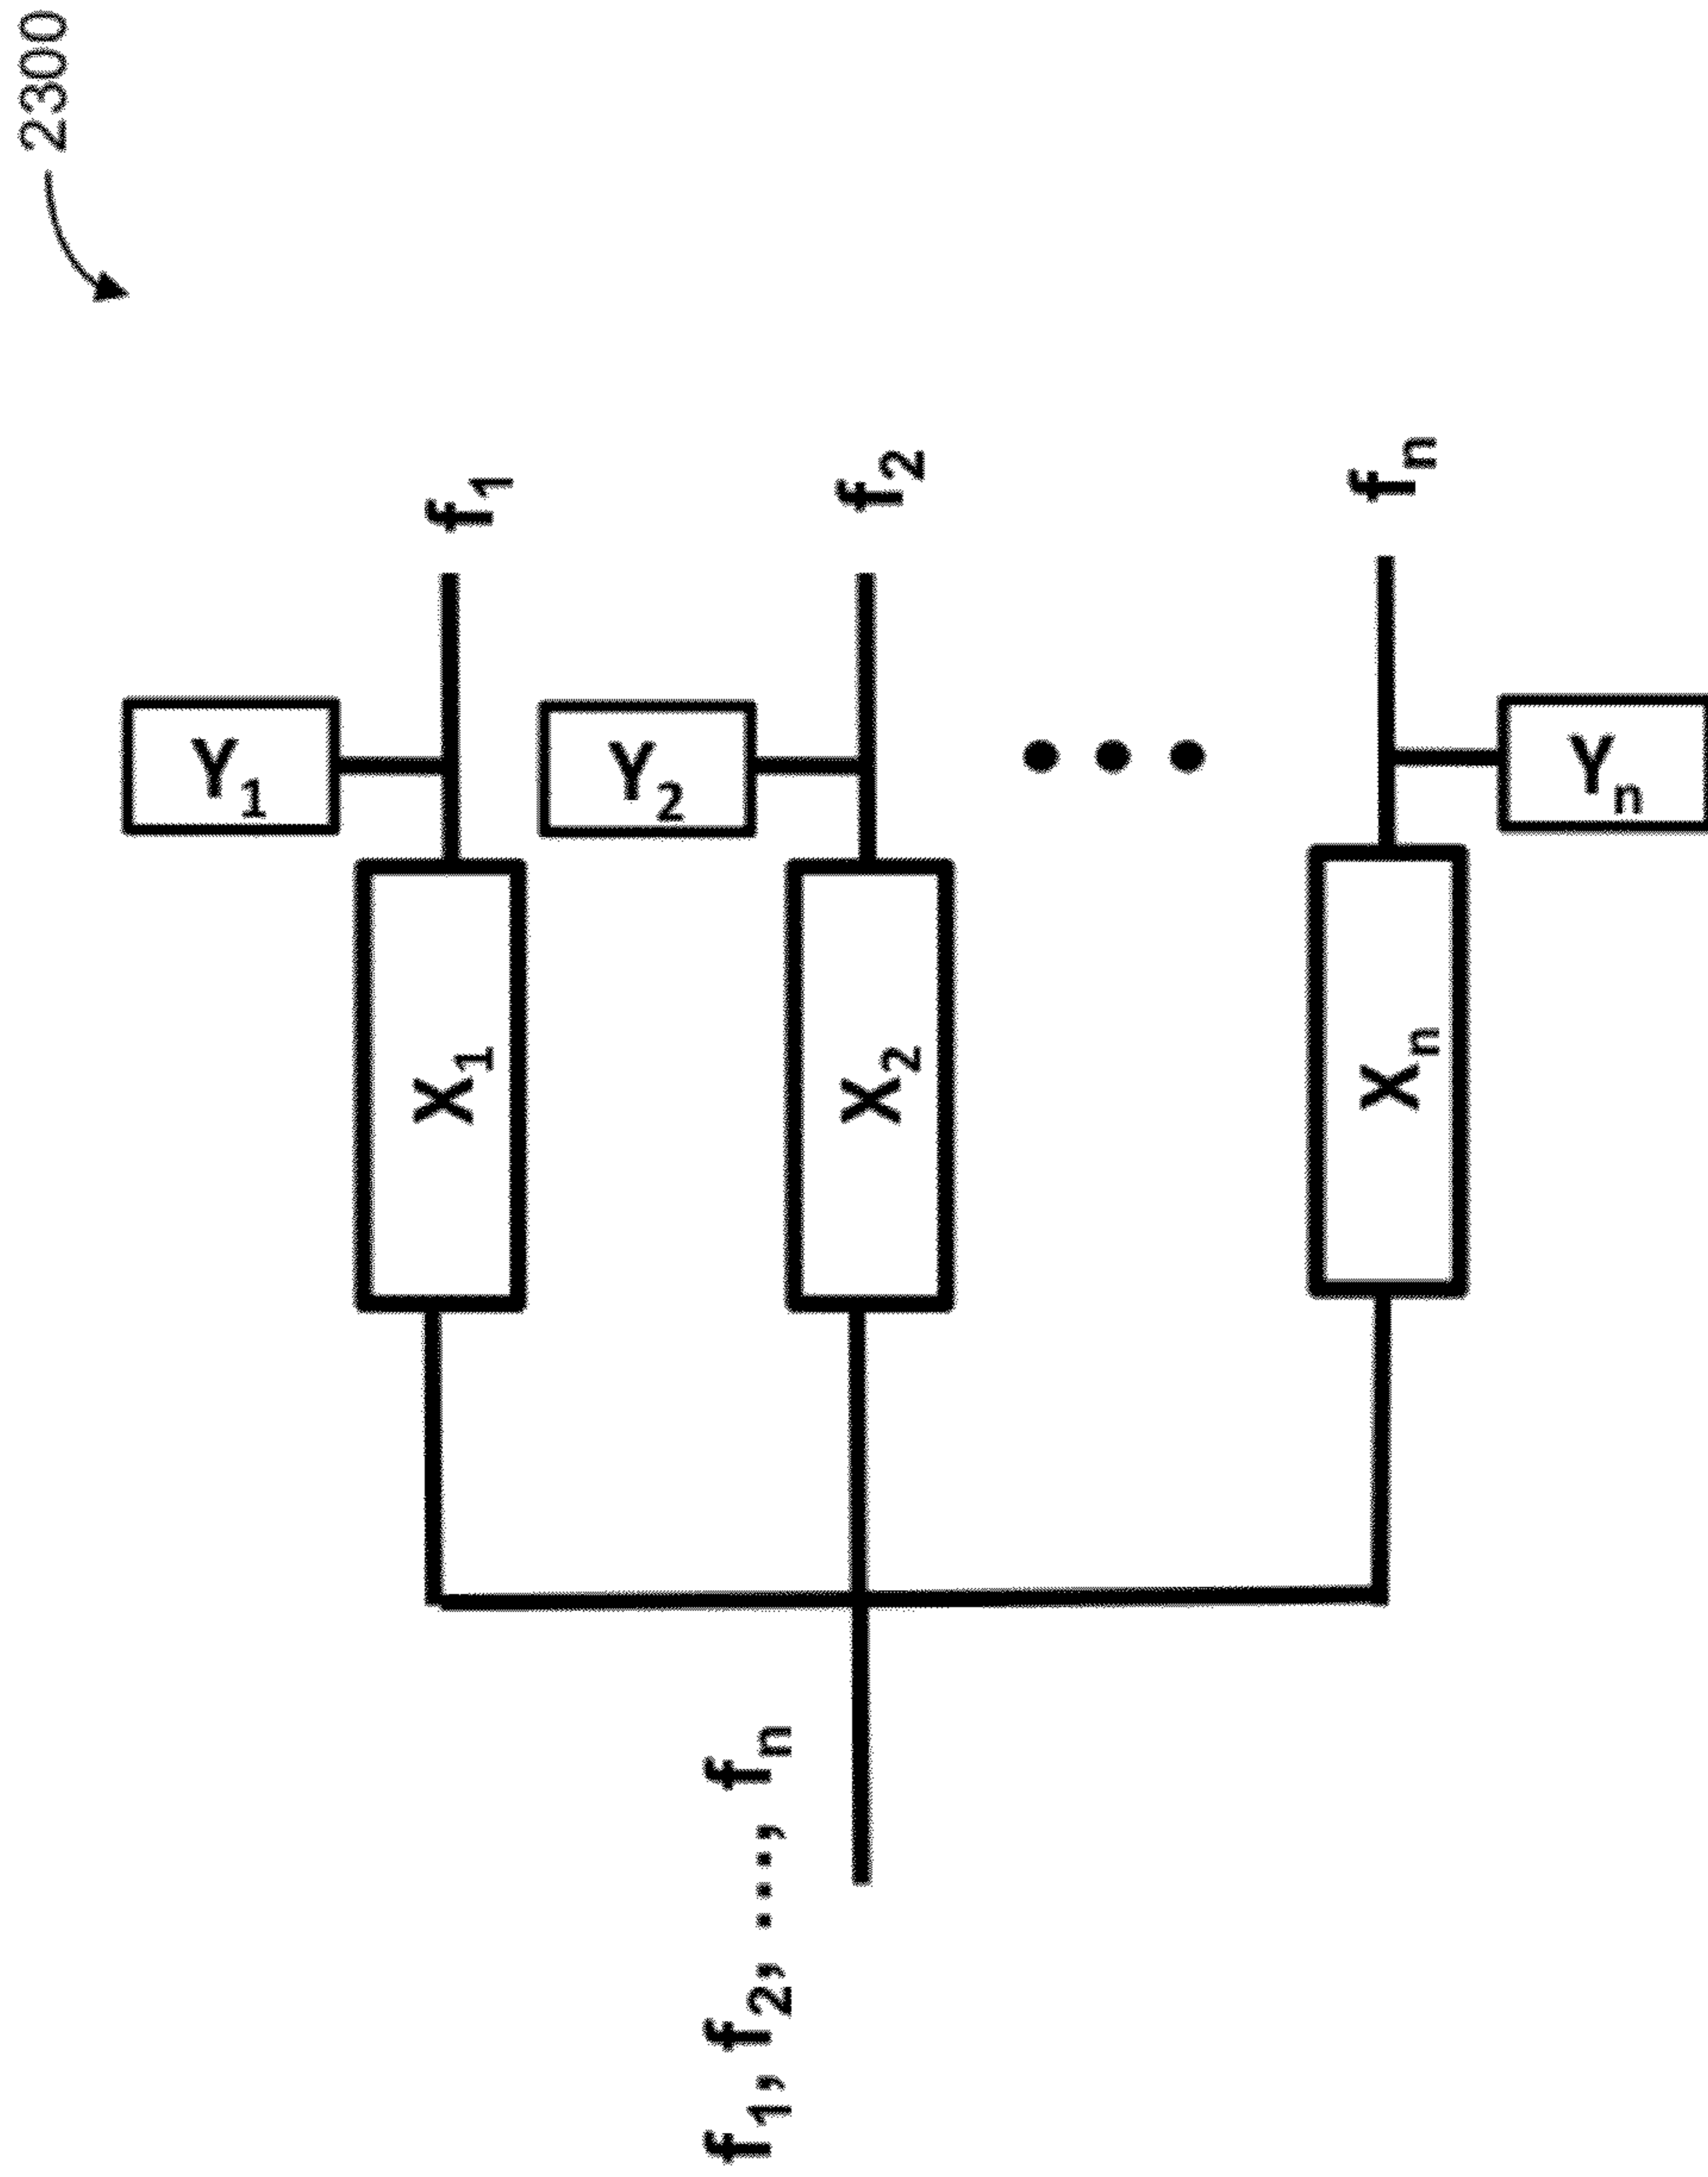 2300
Y₁
f₁
X₁
Y₂
f₂
X₂
fₙ
Xₙ
Yₙ
f₁, f₂, ...., fₙ